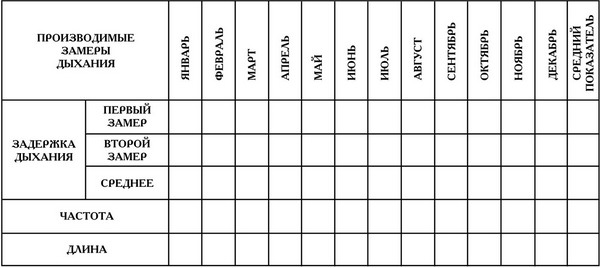 ПРОИЗВОДИМЫЕ
ЗАМЕРЫ
ДЫХАНИЯ
ЯНВАРЬ
ФЕВРАЛЬ
МАРТ
АПРЕЛЬ
МАЙ
ИЮНЬ
ИЮЛЬ
АВГУСТ
СЕНТЯБРЬ
ОКТЯБРЬ
НОЯБРЬ
ДЕКАБРЬ
СРЕДНИЙ
ПОКАЗАТЕЛЬ
ЗАДЕРЖКА
ДЫХАНИЯ
ПЕРВЫЙ
ЗАМЕР
ВТОРОЙ
ЗАМЕР
СРЕДНЕЕ
ЧАСТОТА
ДЛИНА